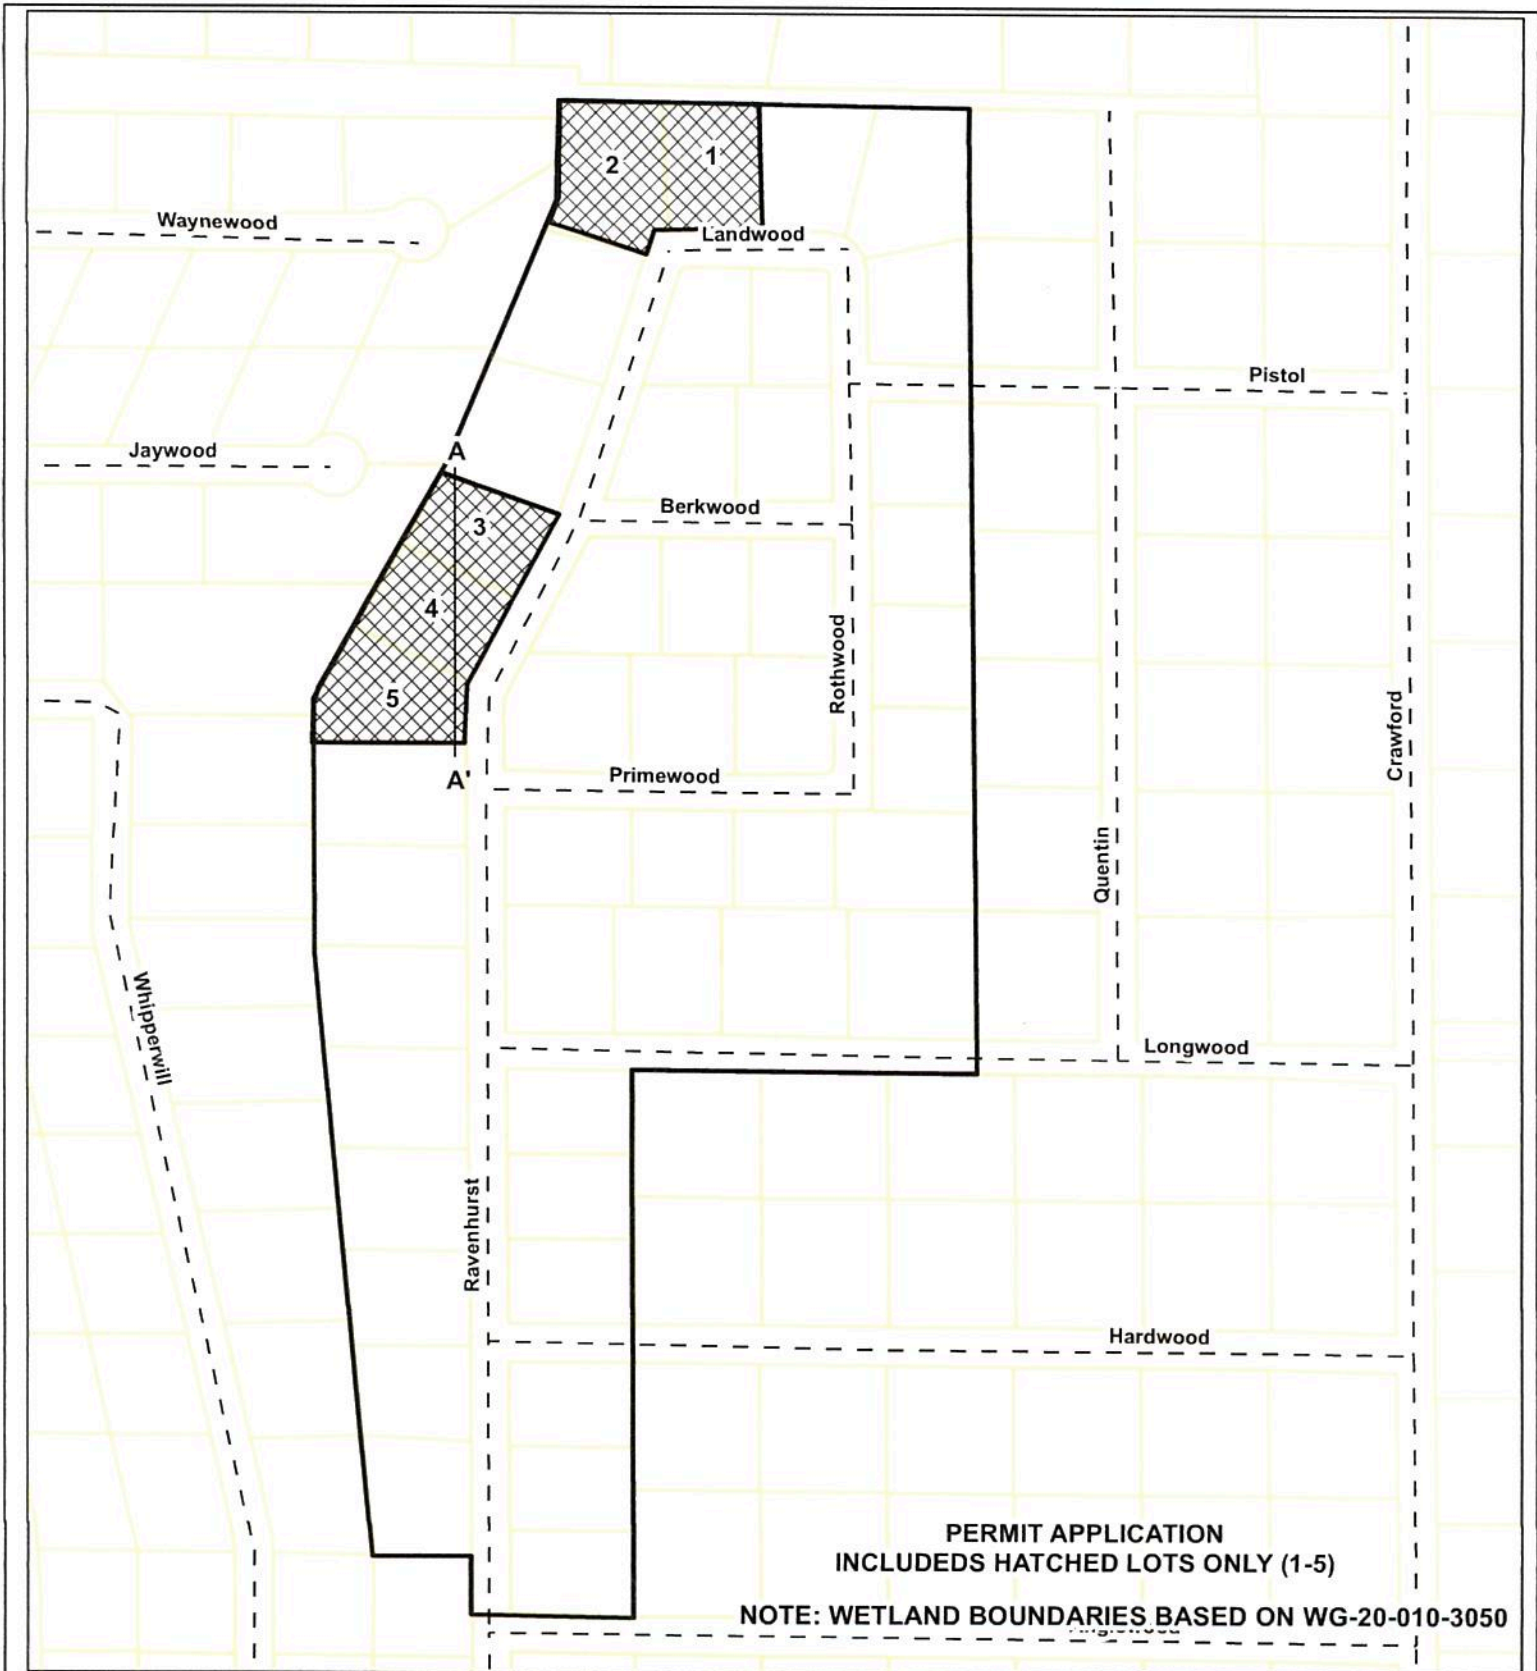 2
1
Waynewood
Landwood
Pistol
Jaywood
A
Berkwood
3
4
Rothwood
5
Crawford
Primewood
A'
Quentin
Whipperwill
Longwood
Ravenhurst
Hardwood
PERMIT APPLICATION
INCLUDEDS HATCHED LOTS ONLY (1-5)
NOTE: WETLAND BOUNDARIES BASED ON WG-20-010-3050